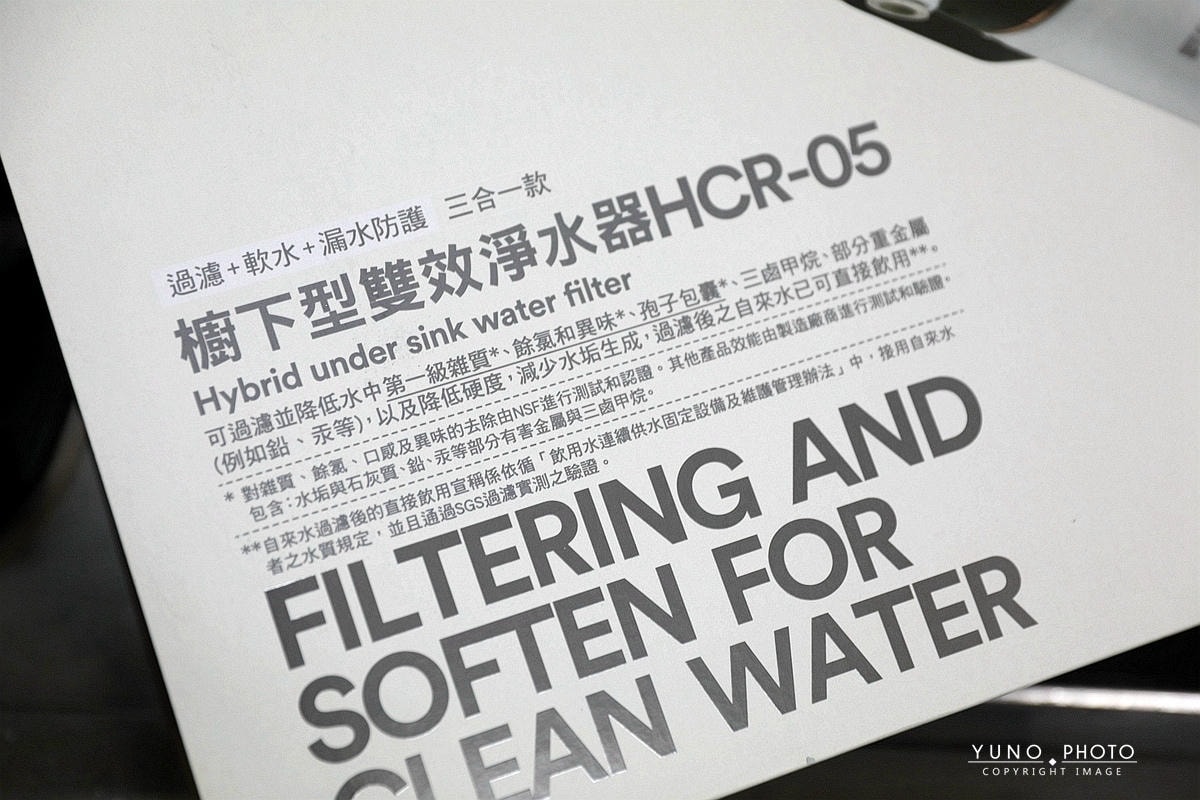 過濾+軟水+漏水防護 三合一款
櫥下型雙效淨水器HCR-05
Hybrid under sink water filter
可過濾並降低水中第一級雜質*、餘氯和異味*、孢子包囊*、三鹵甲烷、部分重金屬
(例如鉛、汞等),以及降低硬度,減少水垢生成,過濾後之自來水已可直接飲用**。
* 對雜質、餘氯、口感及異味的去除由NSF進行測試和認證。其他產品效能由製造廠商進行測試和驗證。
包含:水垢與石灰質、鉛、汞等部分有害金屬與三鹵甲烷。
**自來水過濾後的直接飲用宣稱係依循「飲用水連續供水固定設備及維護管理辦法」中,接用自來水
者之水質規定,並且通過SGS過濾實測之驗證。
FILTERING AND
SOFTEN FOR
CLEAN WATER
YUNO PHOTO
COPYRIGHT IMAGE